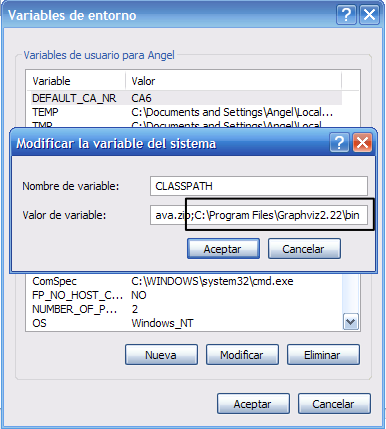 Variables de entorno
Variables de usuario para Angel
Variable Valor
DEFAULT_CA_NR CA6
TEMP C:\Documents and Settings\Angel\Local...
TMP C:\Documents and Settings\Angel\Local...
Modificar la variable del sistema
Nombre de variable: CLASSPATH
Valor de variable: ava.zip;C:\Program Files\Graphviz2.22\bin
Aceptar Cancelar
ComSpec C:\WINDOWS\system32\cmd.exe
FP_NO_HOST_C... NO
NUMBER_OF_P... 2
OS Windows_NT
Nueva Modificar Eliminar
Aceptar Cancelar